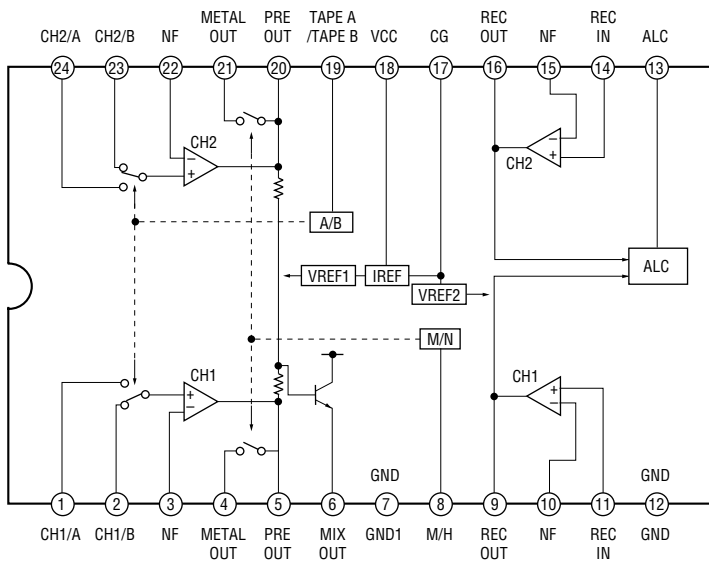 METAL PRE TAPE A REC REC
CH2/A CH2/B NF OUT OUT /TAPE B VCC CG OUT NF IN ALC
24 23 22 21 20 19 18 17 16 15 14 13
CH2
−
+
−
+
CH2
A/B
VREF1 IREF
VREF2
ALC
M/N
CH1
+
−
CH1
+
−
GND GND
1 2 3 4 5 6 7 8 9 10 11 12
CH1/A CH1/B NF METAL PRE MIX GND1 M/H REC NF REC GND
OUT OUT OUT OUT IN